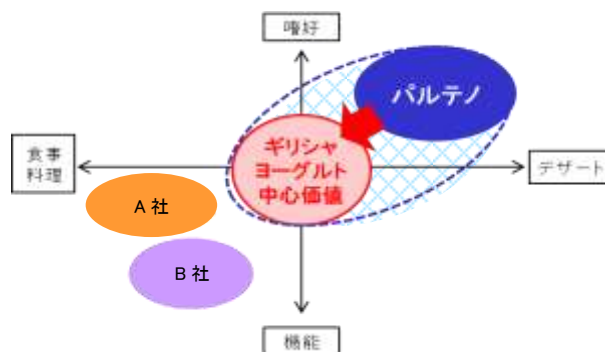 嗜好
パルテノ
ギリシャ
ヨーグルト
中心価値
食事
料理
デザート
A 社
B 社
機能